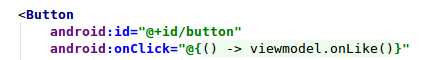 <Button
android:id="@+id/button"
android:onClick="@{() -> viewmodel.onLike()}"